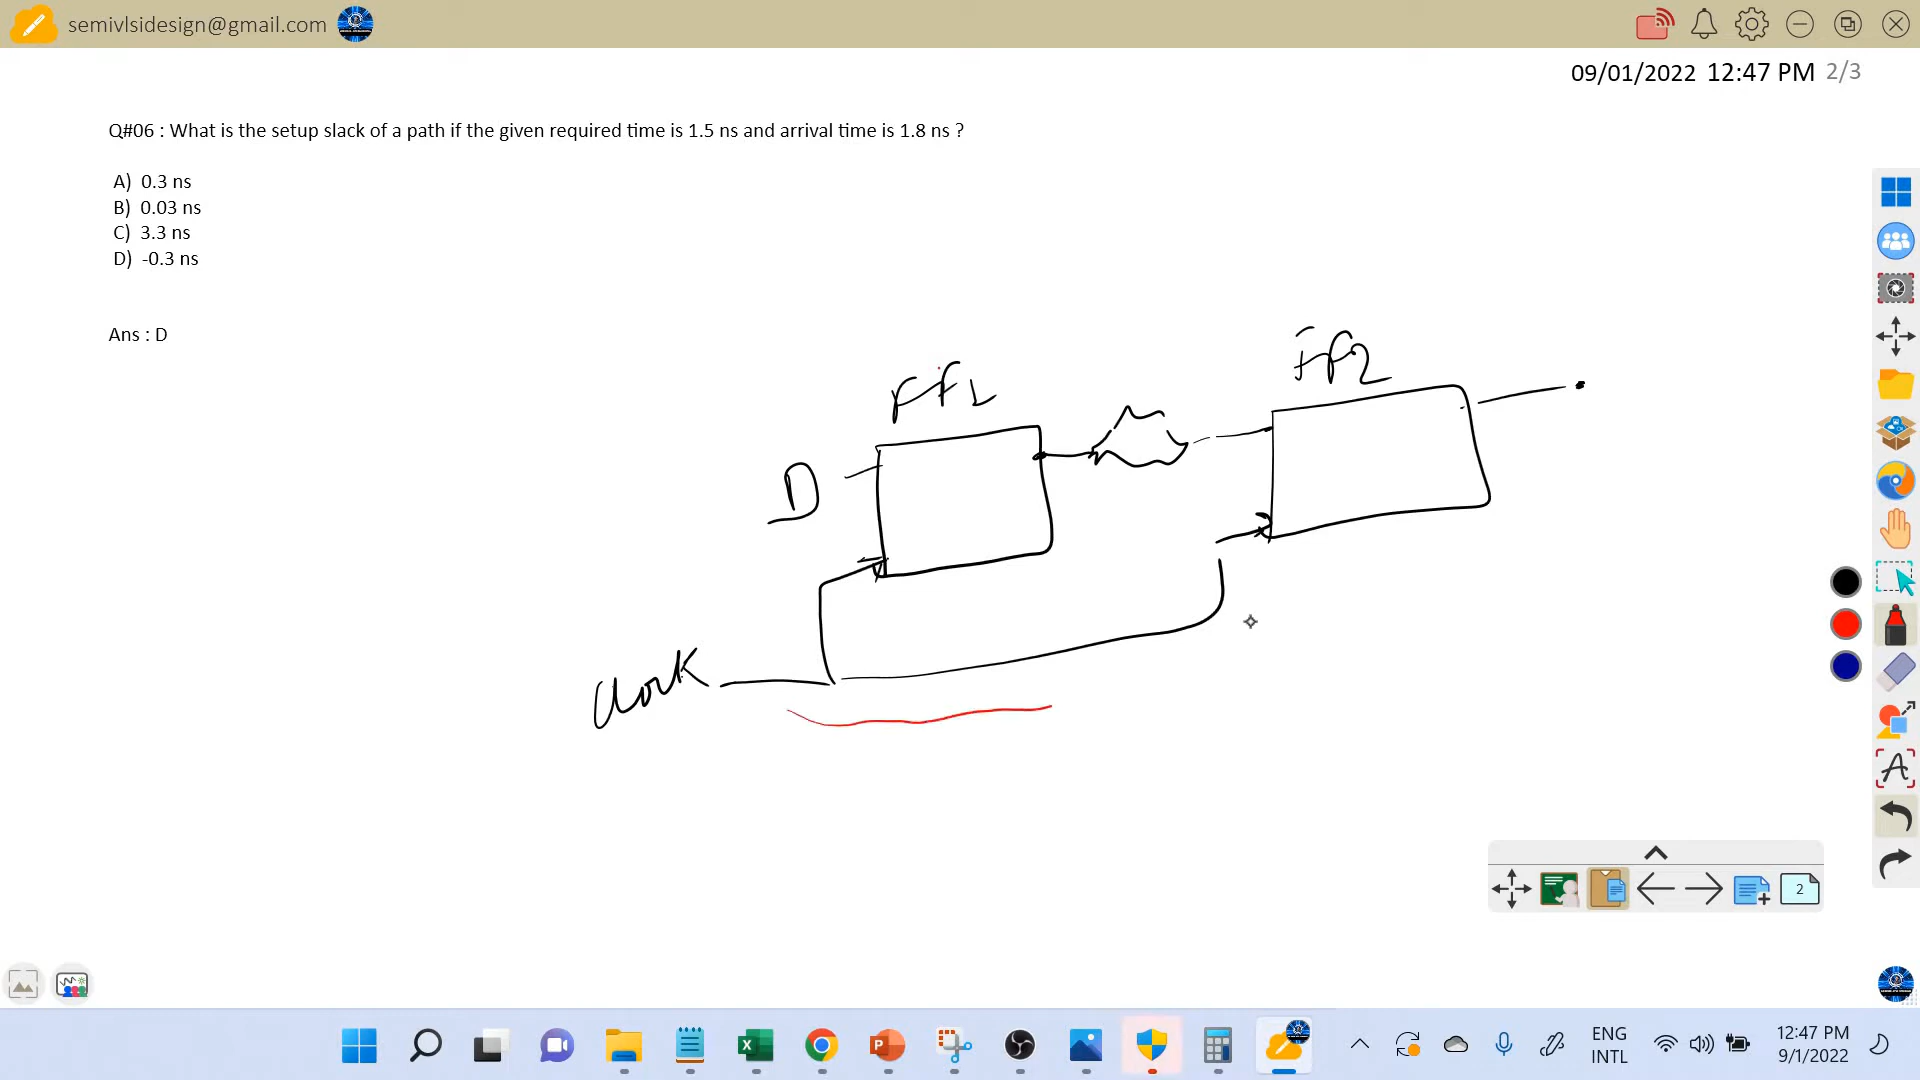 semivlsidesign@gmail.com
09/01/2022 12:47 PM 2/3
Q#06 : What is the setup slack of a path if the given required time is 1.5 ns and arrival time is 1.8 ns ?
A) 0.3 ns
B) 0.03 ns
C) 3.3 ns
D) -0.3 ns
Ans : D
FF1
FF2
D
Clock
2
ENG
INTL
12:47 PM
9/1/2022